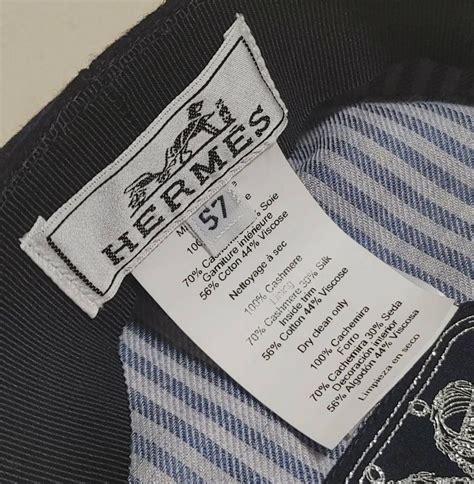 HERMES
57
100%
70% Cachemire 30% Soie
Garniture intérieure
56% Coton 44% Viscose
Nettoyage à sec
100% Cashmere
Lining
70% Cashmere 30% Silk
Inside trim
56% Cotton 44% Viscose
Dry clean only
100% Cachemira
Forro
70% Cachemira 30% Seda
Decoración interior
56% Algodón 44% Viscosa
Limpieza en seco